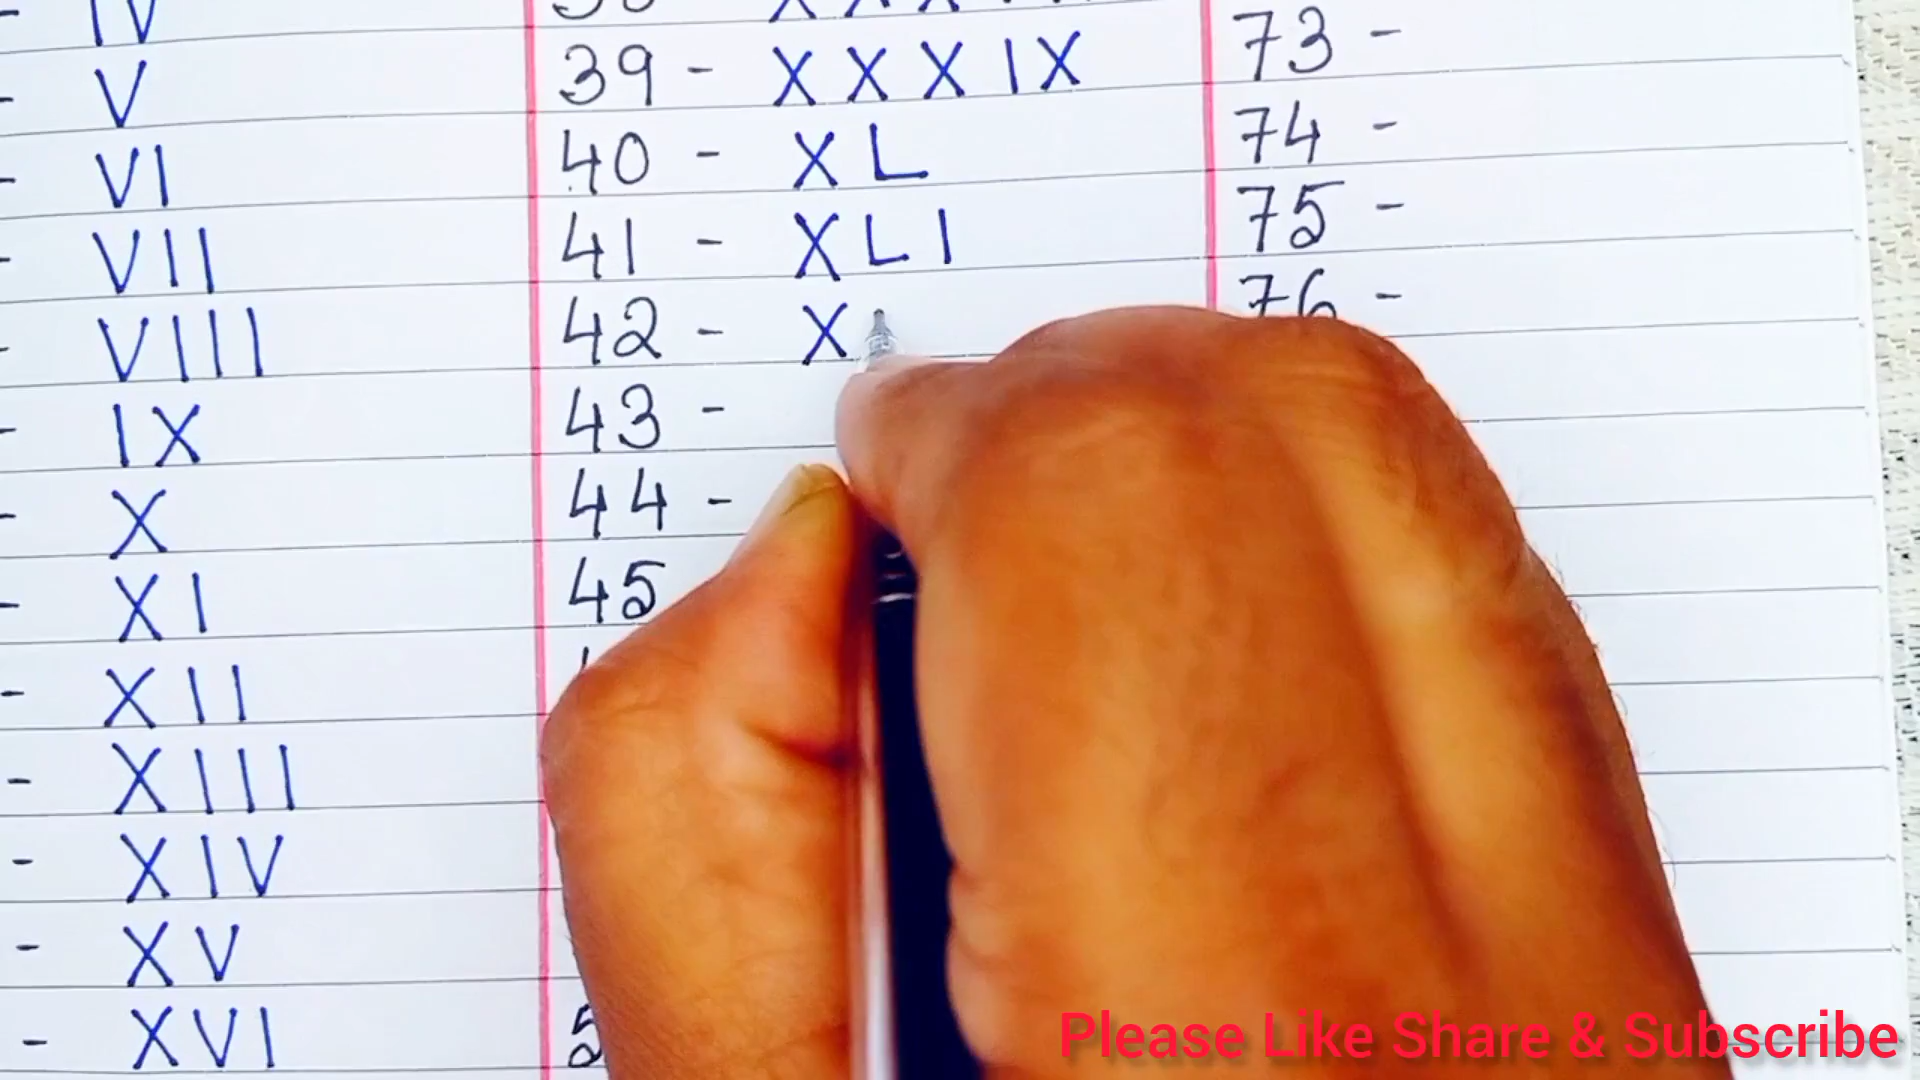 IV
- V
- VI
- VII
- VIII
- IX
- X
- XI
- XII
- XIII
- XIV
- XV
- XVI
39 - XXXIX
40 - XL
41 - XLI
42 - X
43 -
44 -
45
73 -
74 -
75 -
76 -
Please Like Share & Subscribe